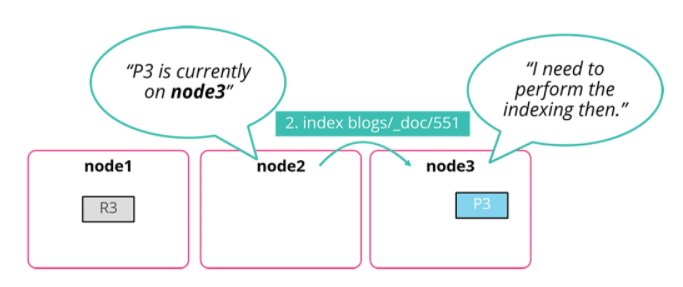 “P3 is currently
on node3”
“I need to
perform the
indexing then.”
2. index blogs/_doc/551
node1
node2
node3
R3
P3